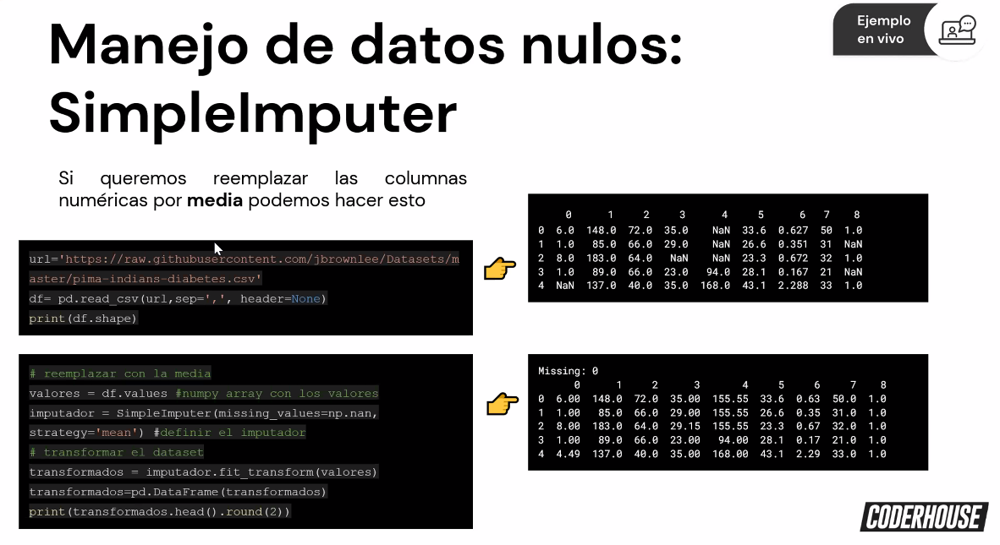 Manejo de datos nulos:
SimpleImputer
Ejemplo
en vivo
Si queremos reemplazar las columnas
numéricas por media podemos hacer esto
url='https://raw.githubusercontent.com/jbrownlee/Datasets/m
aster/pima-indians-diabetes.csv'
df= pd.read_csv(url,sep=',', header=None)
print(df.shape)
0 1 2 3 4 5 6 7 8
0 6.0 148.0 72.0 35.0 NaN 33.6 0.627 50 1.0
1 1.0 85.0 66.0 29.0 NaN 26.6 0.351 31 NaN
2 8.0 183.0 64.0 NaN NaN 23.3 0.672 32 1.0
3 1.0 89.0 66.0 23.0 94.0 28.1 0.167 21 NaN
4 NaN 137.0 40.0 35.0 168.0 43.1 2.288 33 1.0
# reemplazar con la media
valores = df.values #numpy array con los valores
imputador = SimpleImputer(missing_values=np.nan,
strategy='mean') #definir el imputador
# transformar el dataset
transformados = imputador.fit_transform(valores)
transformados=pd.DataFrame(transformados)
print(transformados.head().round(2))
Missing: 0
0 1 2 3 4 5 6 7 8
0 6.00 148.0 72.0 35.00 155.55 33.6 0.63 50.0 1.0
1 1.00 85.0 66.0 29.00 155.55 26.6 0.35 31.0 1.0
2 8.00 183.0 64.0 29.15 155.55 23.3 0.67 32.0 1.0
3 1.00 89.0 66.0 23.00 94.00 28.1 0.17 21.0 1.0
4 4.49 137.0 40.0 35.00 168.00 43.1 2.29 33.0 1.0
CODERHOUSE